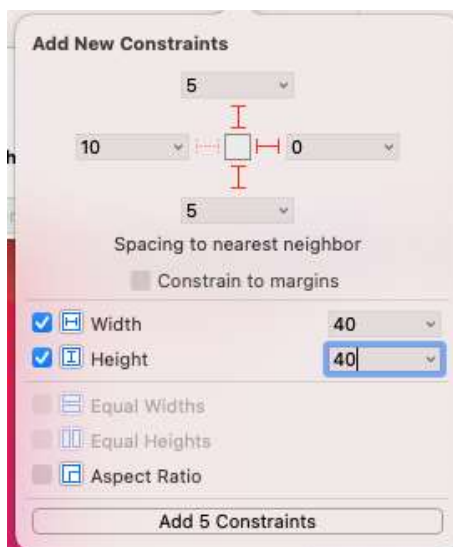 Add New Constraints
5
h
10 0
5
Spacing to nearest neighbor
Constrain to margins
Width 40
Height 40
Equal Widths
Equal Heights
Aspect Ratio
Add 5 Constraints